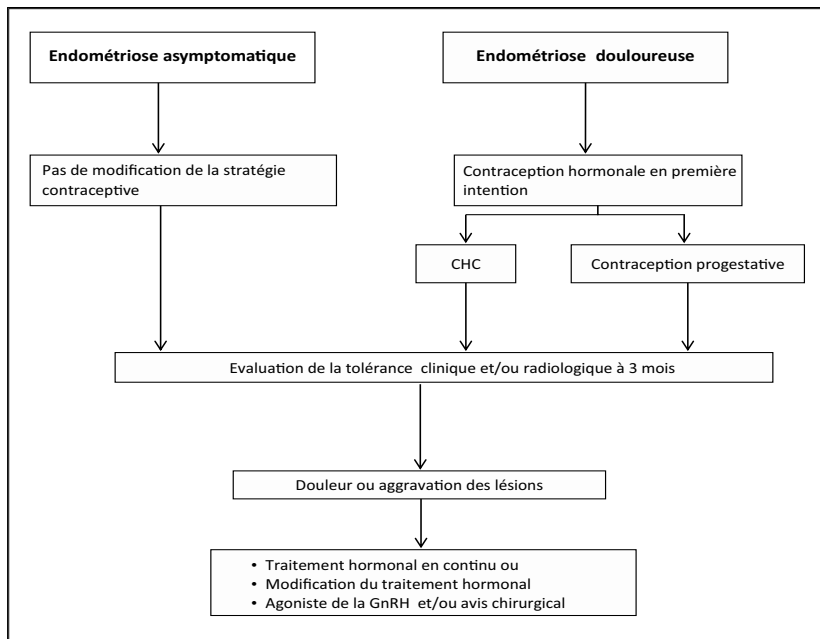 Endométriose asymptomatique
Endométriose douloureuse
Pas de modification de la stratégie
contraceptive
Contraception hormonale en première
intention
CHC
Contraception progestative
Evaluation de la tolérance clinique et/ou radiologique à 3 mois
Douleur ou aggravation des lésions
• Traitement hormonal en continu ou
• Modification du traitement hormonal
• Agoniste de la GnRH et/ou avis chirurgical